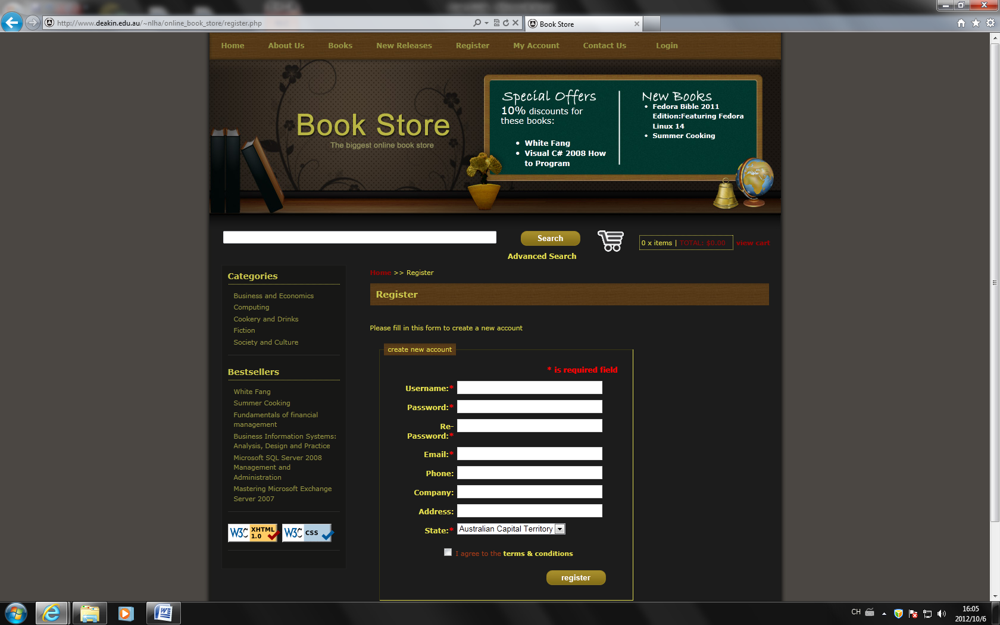 http://www.deakin.edu.au/~nlha/online_book_store/register.php
Book Store
Home About Us Books New Releases Register My Account Contact Us Login
Book Store
The biggest online book store
Special Offers
10% discounts for
these books:
White Fang
Visual C# 2008 How
to Program
New Books
Fedora Bible 2011
Edition:Featuring Fedora
Linux 14
Summer Cooking
Search
Advanced Search
0 x items | TOTAL: $0.00 view cart
Categories
Business and Economics
Computing
Cookery and Drinks
Fiction
Society and Culture
Bestsellers
White Fang
Summer Cooking
Fundamentals of financial
management
Business Information Systems:
Analysis, Design and Practice
Microsoft SQL Server 2008
Management and
Administration
Mastering Microsoft Exchange
Server 2007
W3C XHTML
1.0
W3C CSS
Home >> Register
Register
Please fill in this form to create a new account
create new account
* is required field
Username:*
Password:*
Re-
Password:*
Email:*
Phone:
Company:
Address:
State:* Australian Capital Territory
I agree to the terms & conditions
register
CH
16:05
2012/10/6